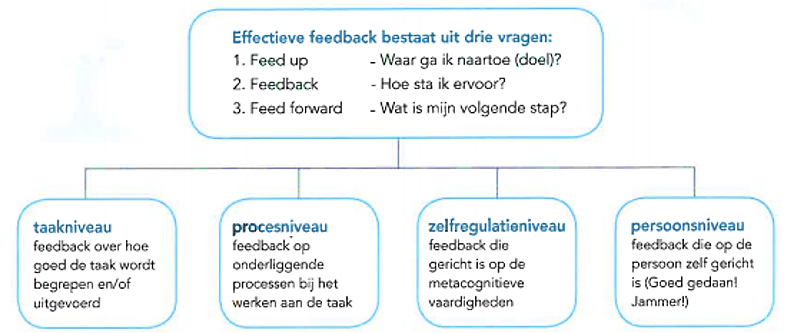 Effectieve feedback bestaat uit drie vragen:
1. Feed up - Waar ga ik naartoe (doel)?
2. Feedback - Hoe sta ik ervoor?
3. Feed forward - Wat is mijn volgende stap?
taakniveau
feedback over hoe
goed de taak wordt
begrepen en/of
uitgevoerd
procesniveau
feedback op
onderliggende
processen bij het
werken aan de taak
zelfregulatieniveau
feedback die
gericht is op de
metacognitieve
vaardigheden
persoonsniveau
feedback die op de
persoon zelf gericht
is (Goed gedaan!
Jammer!)